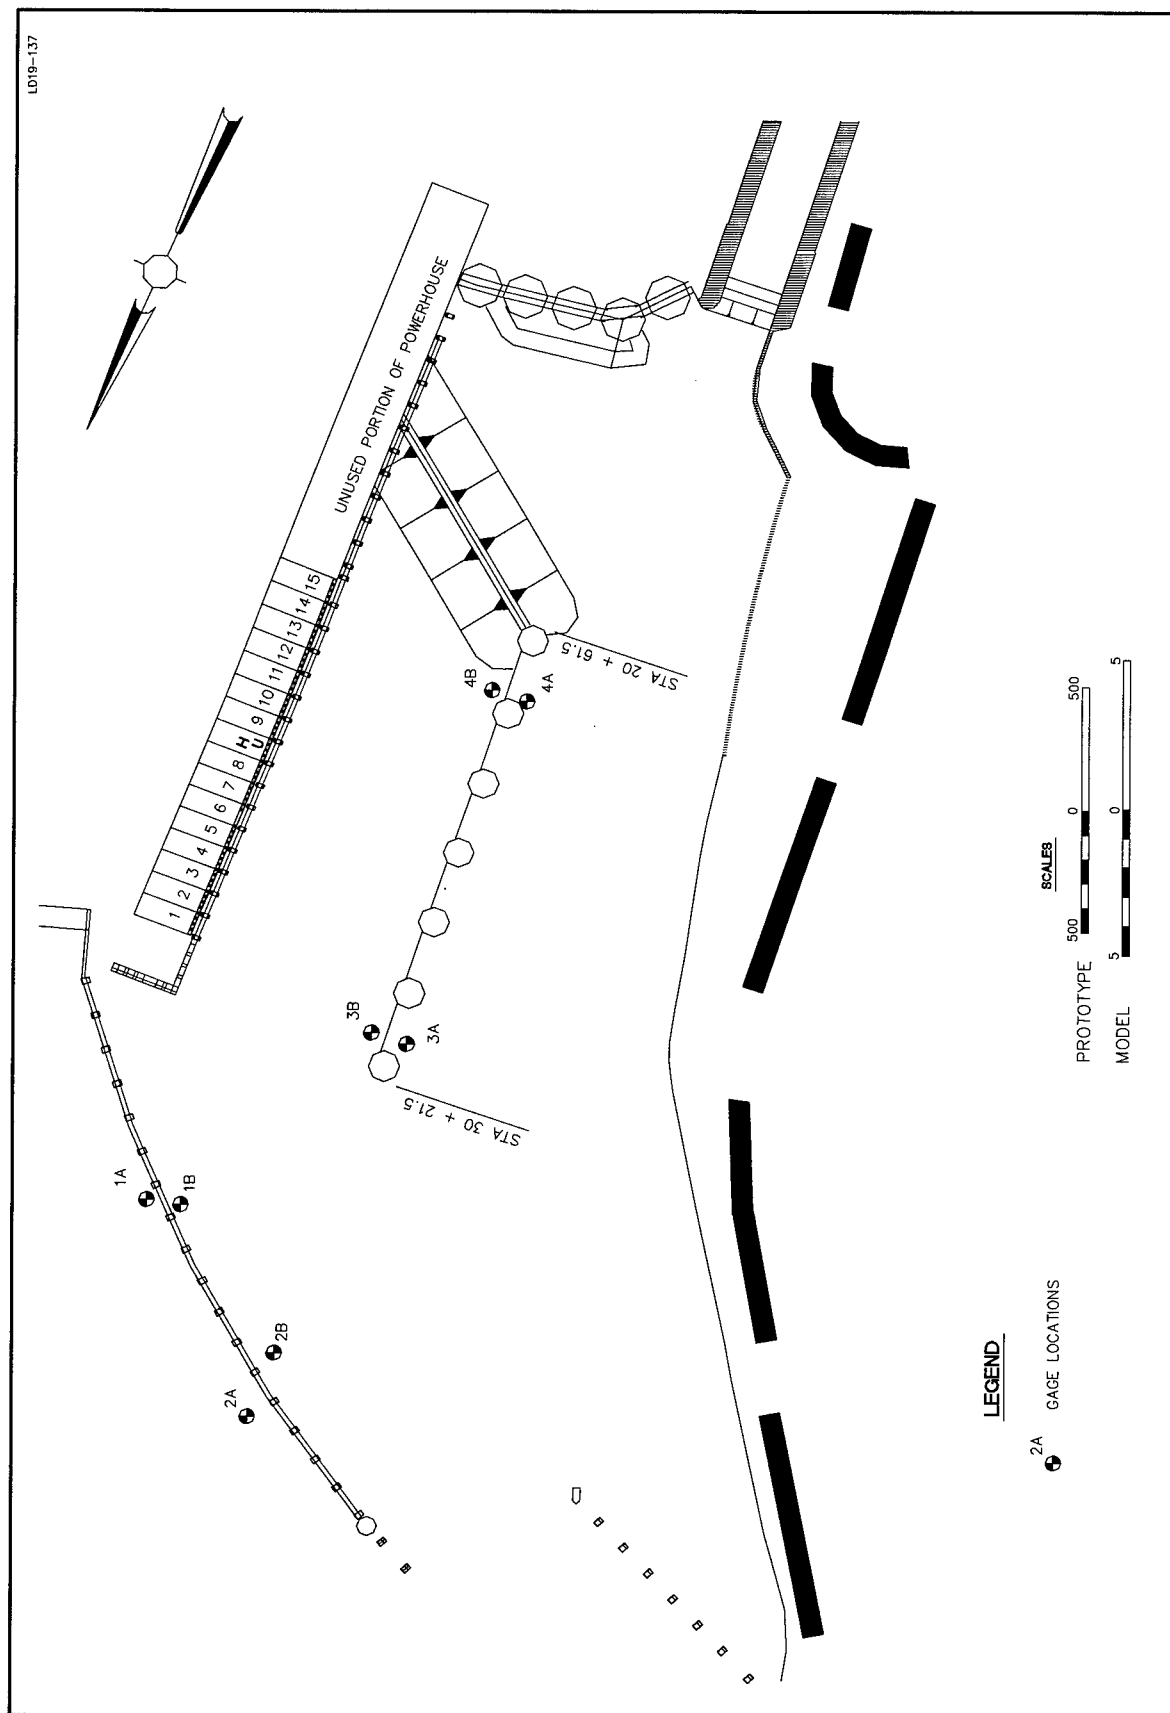 LD19-137
UNUSED PORTION OF POWERHOUSE
15
14
13
12
11
10
9
HU
8
7
6
5
4
3
2
1
STA 20 + 61.5
4B
4A
3B
3A
STA 30 + 21.5
1A
1B
2B
2A
SCALES
PROTOTYPE 500 0 500
MODEL 5 0 5
LEGEND
2A GAGE LOCATIONS